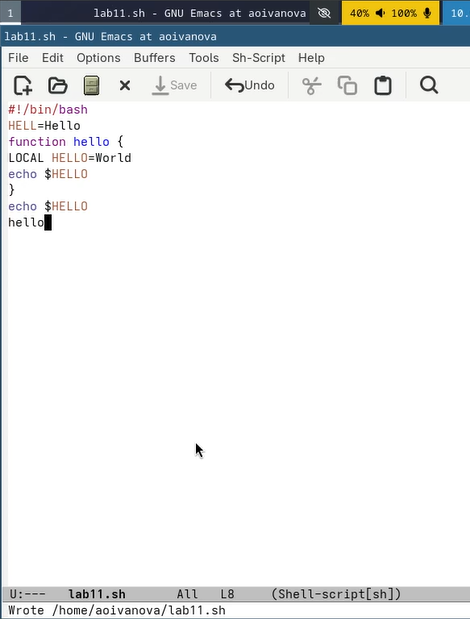 1 lab11.sh - GNU Emacs at aoivanova 40% 100% 10.
lab11.sh - GNU Emacs at aoivanova
File Edit Options Buffers Tools Sh-Script Help
Save Undo
#!/bin/bash
HELL=Hello
function hello {
LOCAL HELLO=World
echo $HELLO
}
echo $HELLO
hello
U:--- lab11.sh All L8 (Shell-script[sh])
Wrote /home/aoivanova/lab11.sh